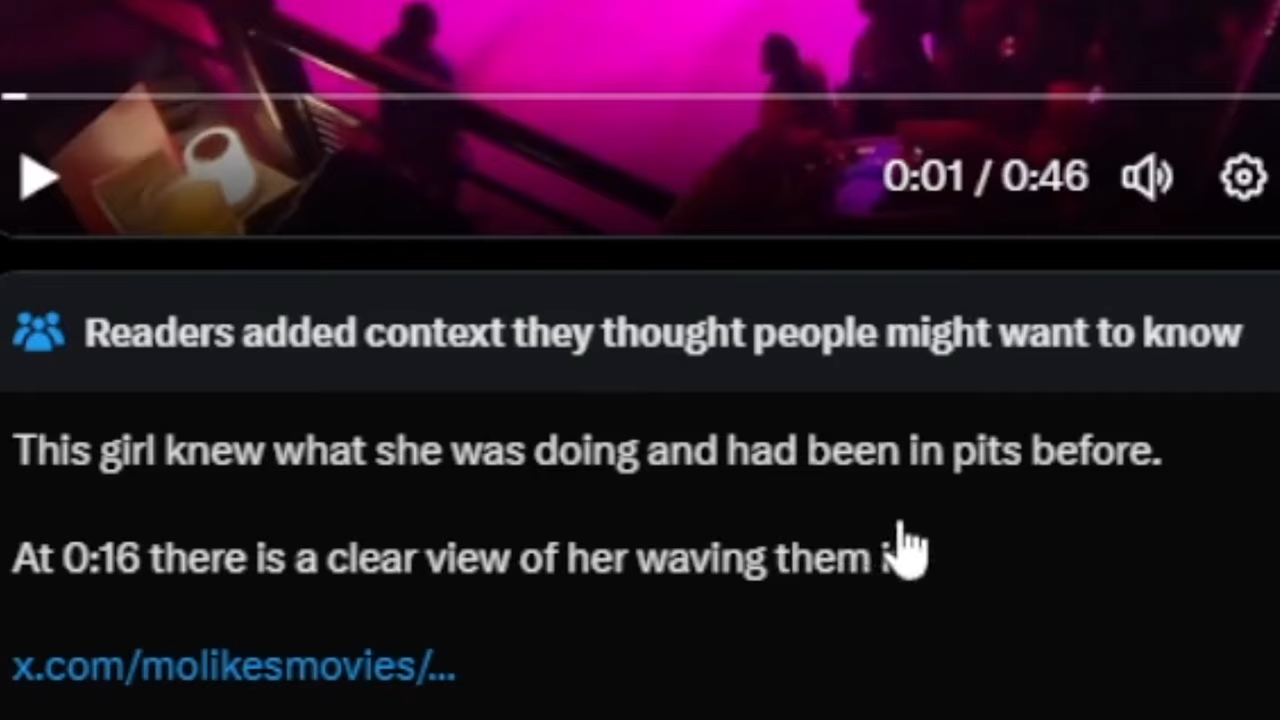 0:01 / 0:46
Readers added context they thought people might want to know
This girl knew what she was doing and had been in pits before.
At 0:16 there is a clear view of her waving them
x.com/molikesmovies/...